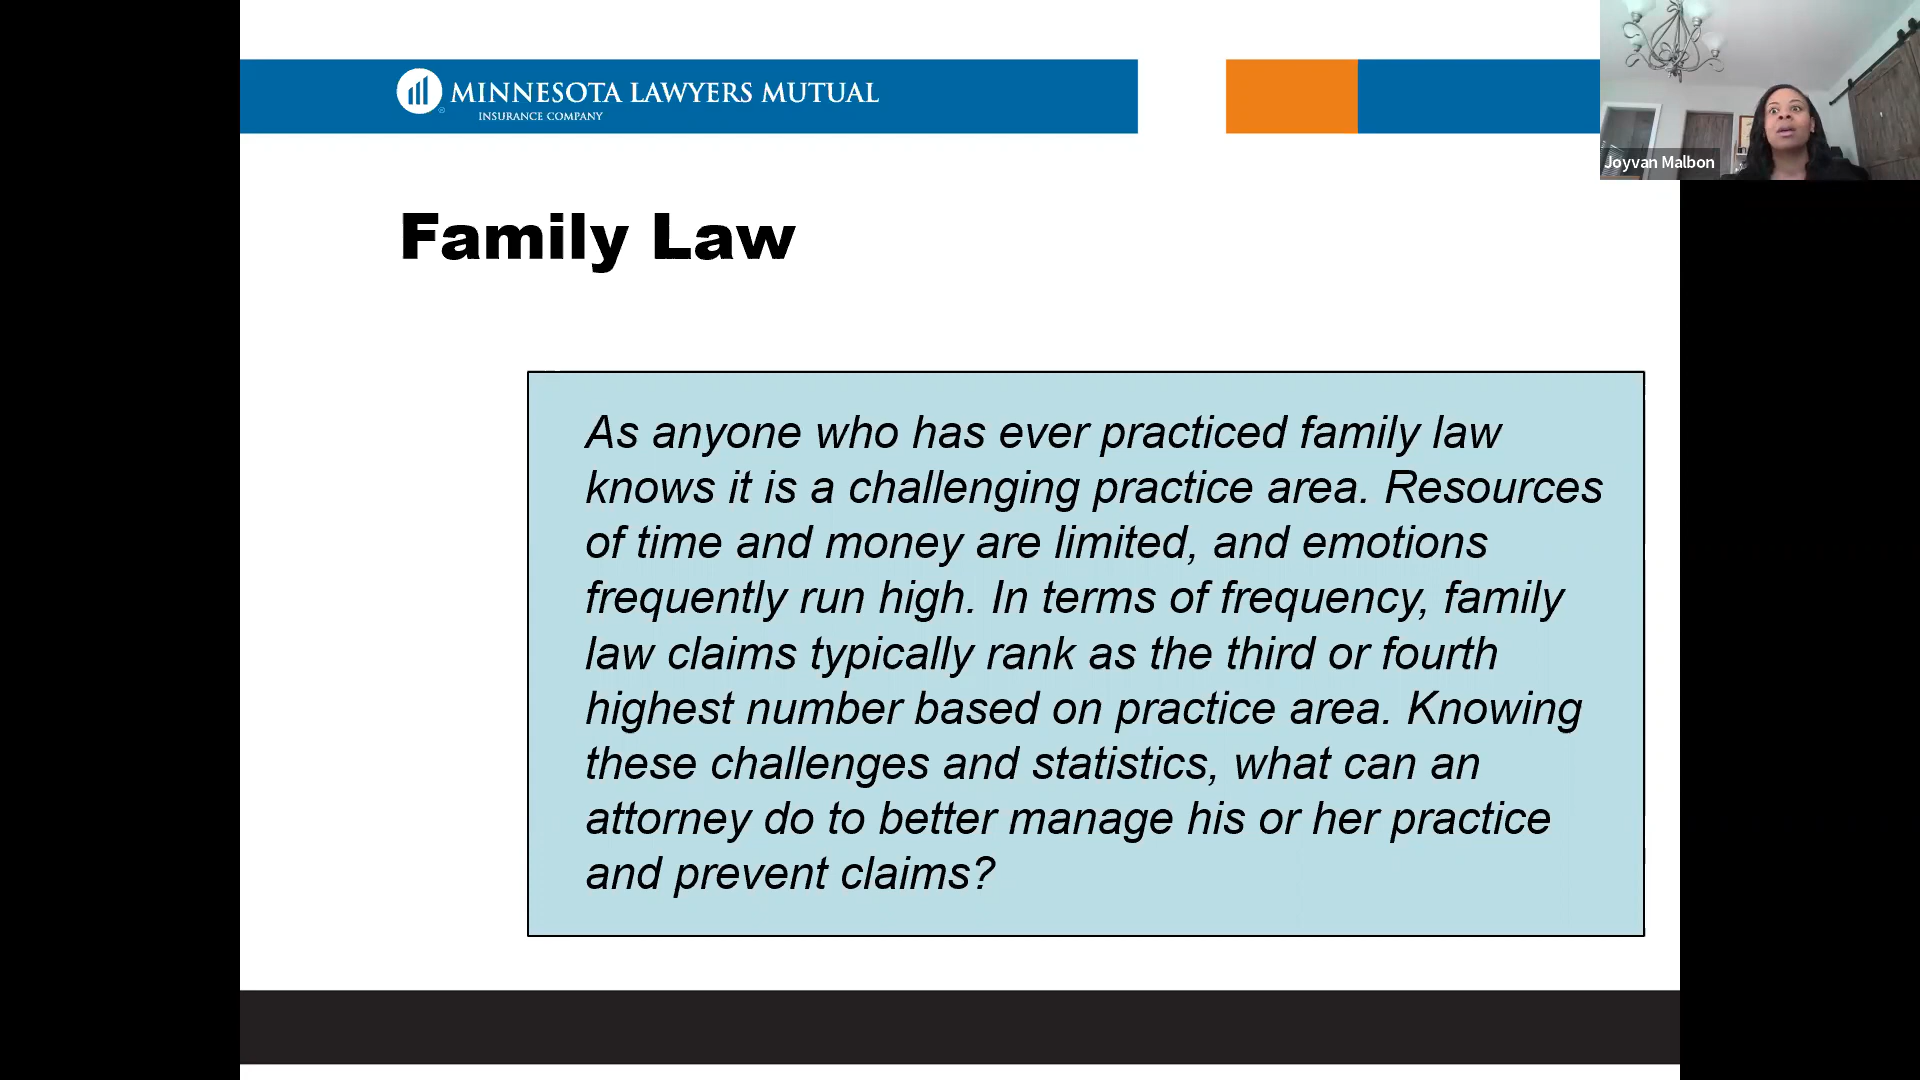 MINNESOTA LAWYERS MUTUAL
INSURANCE COMPANY
Joyvan Malbon
Family Law
As anyone who has ever practiced family law
knows it is a challenging practice area. Resources
of time and money are limited, and emotions
frequently run high. In terms of frequency, family
law claims typically rank as the third or fourth
highest number based on practice area. Knowing
these challenges and statistics, what can an
attorney do to better manage his or her practice
and prevent claims?